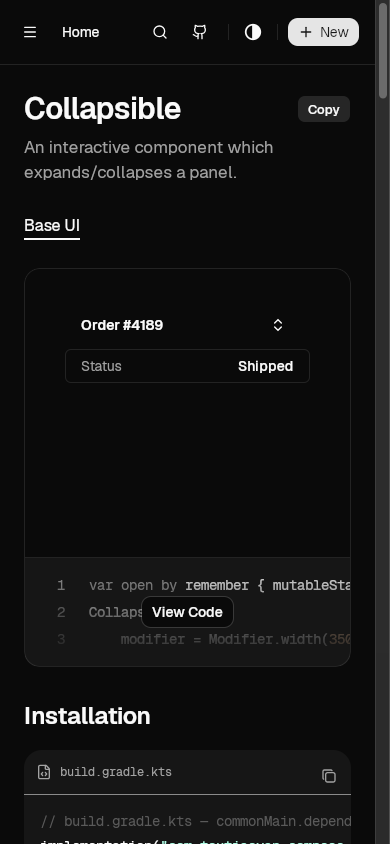 Home
New
Collapsible
Copy
An interactive component which
expands/collapses a panel.
Base UI
Order #4189
Status Shipped
1 var open by remember { mutableSta
2 Collaps
View Code
3 modifier = Modifier.width(350
Installation
build.gradle.kts
// build.gradle.kts — commonMain.depend